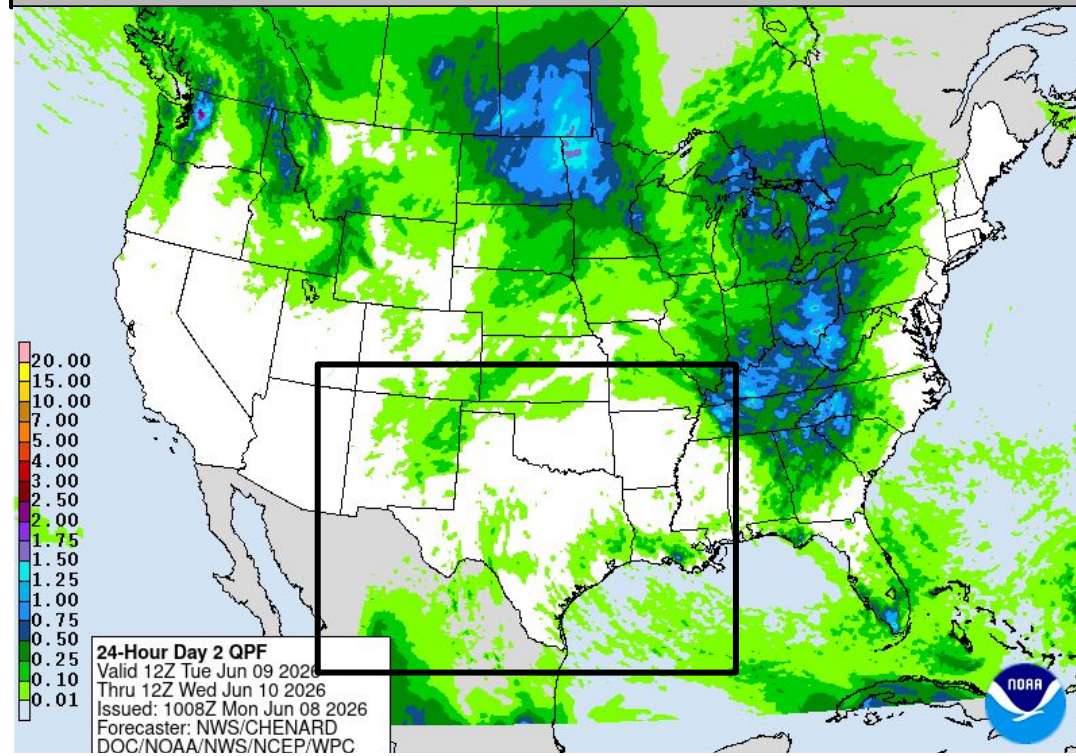 20.00
15.00
10.00
7.00
5.00
4.00
3.00
2.50
2.00
1.75
1.50
1.25
1.00
0.75
0.50
0.25
0.10
0.01
24-Hour Day 2 QPF
Valid 12Z Tue Jun 09 2026
Thru 12Z Wed Jun 10 2026
Issued: 1008Z Mon Jun 08 2026
Forecaster: NWS/CHENARD
DOC/NOAA/NWS/NCEP/WPC
NOAA